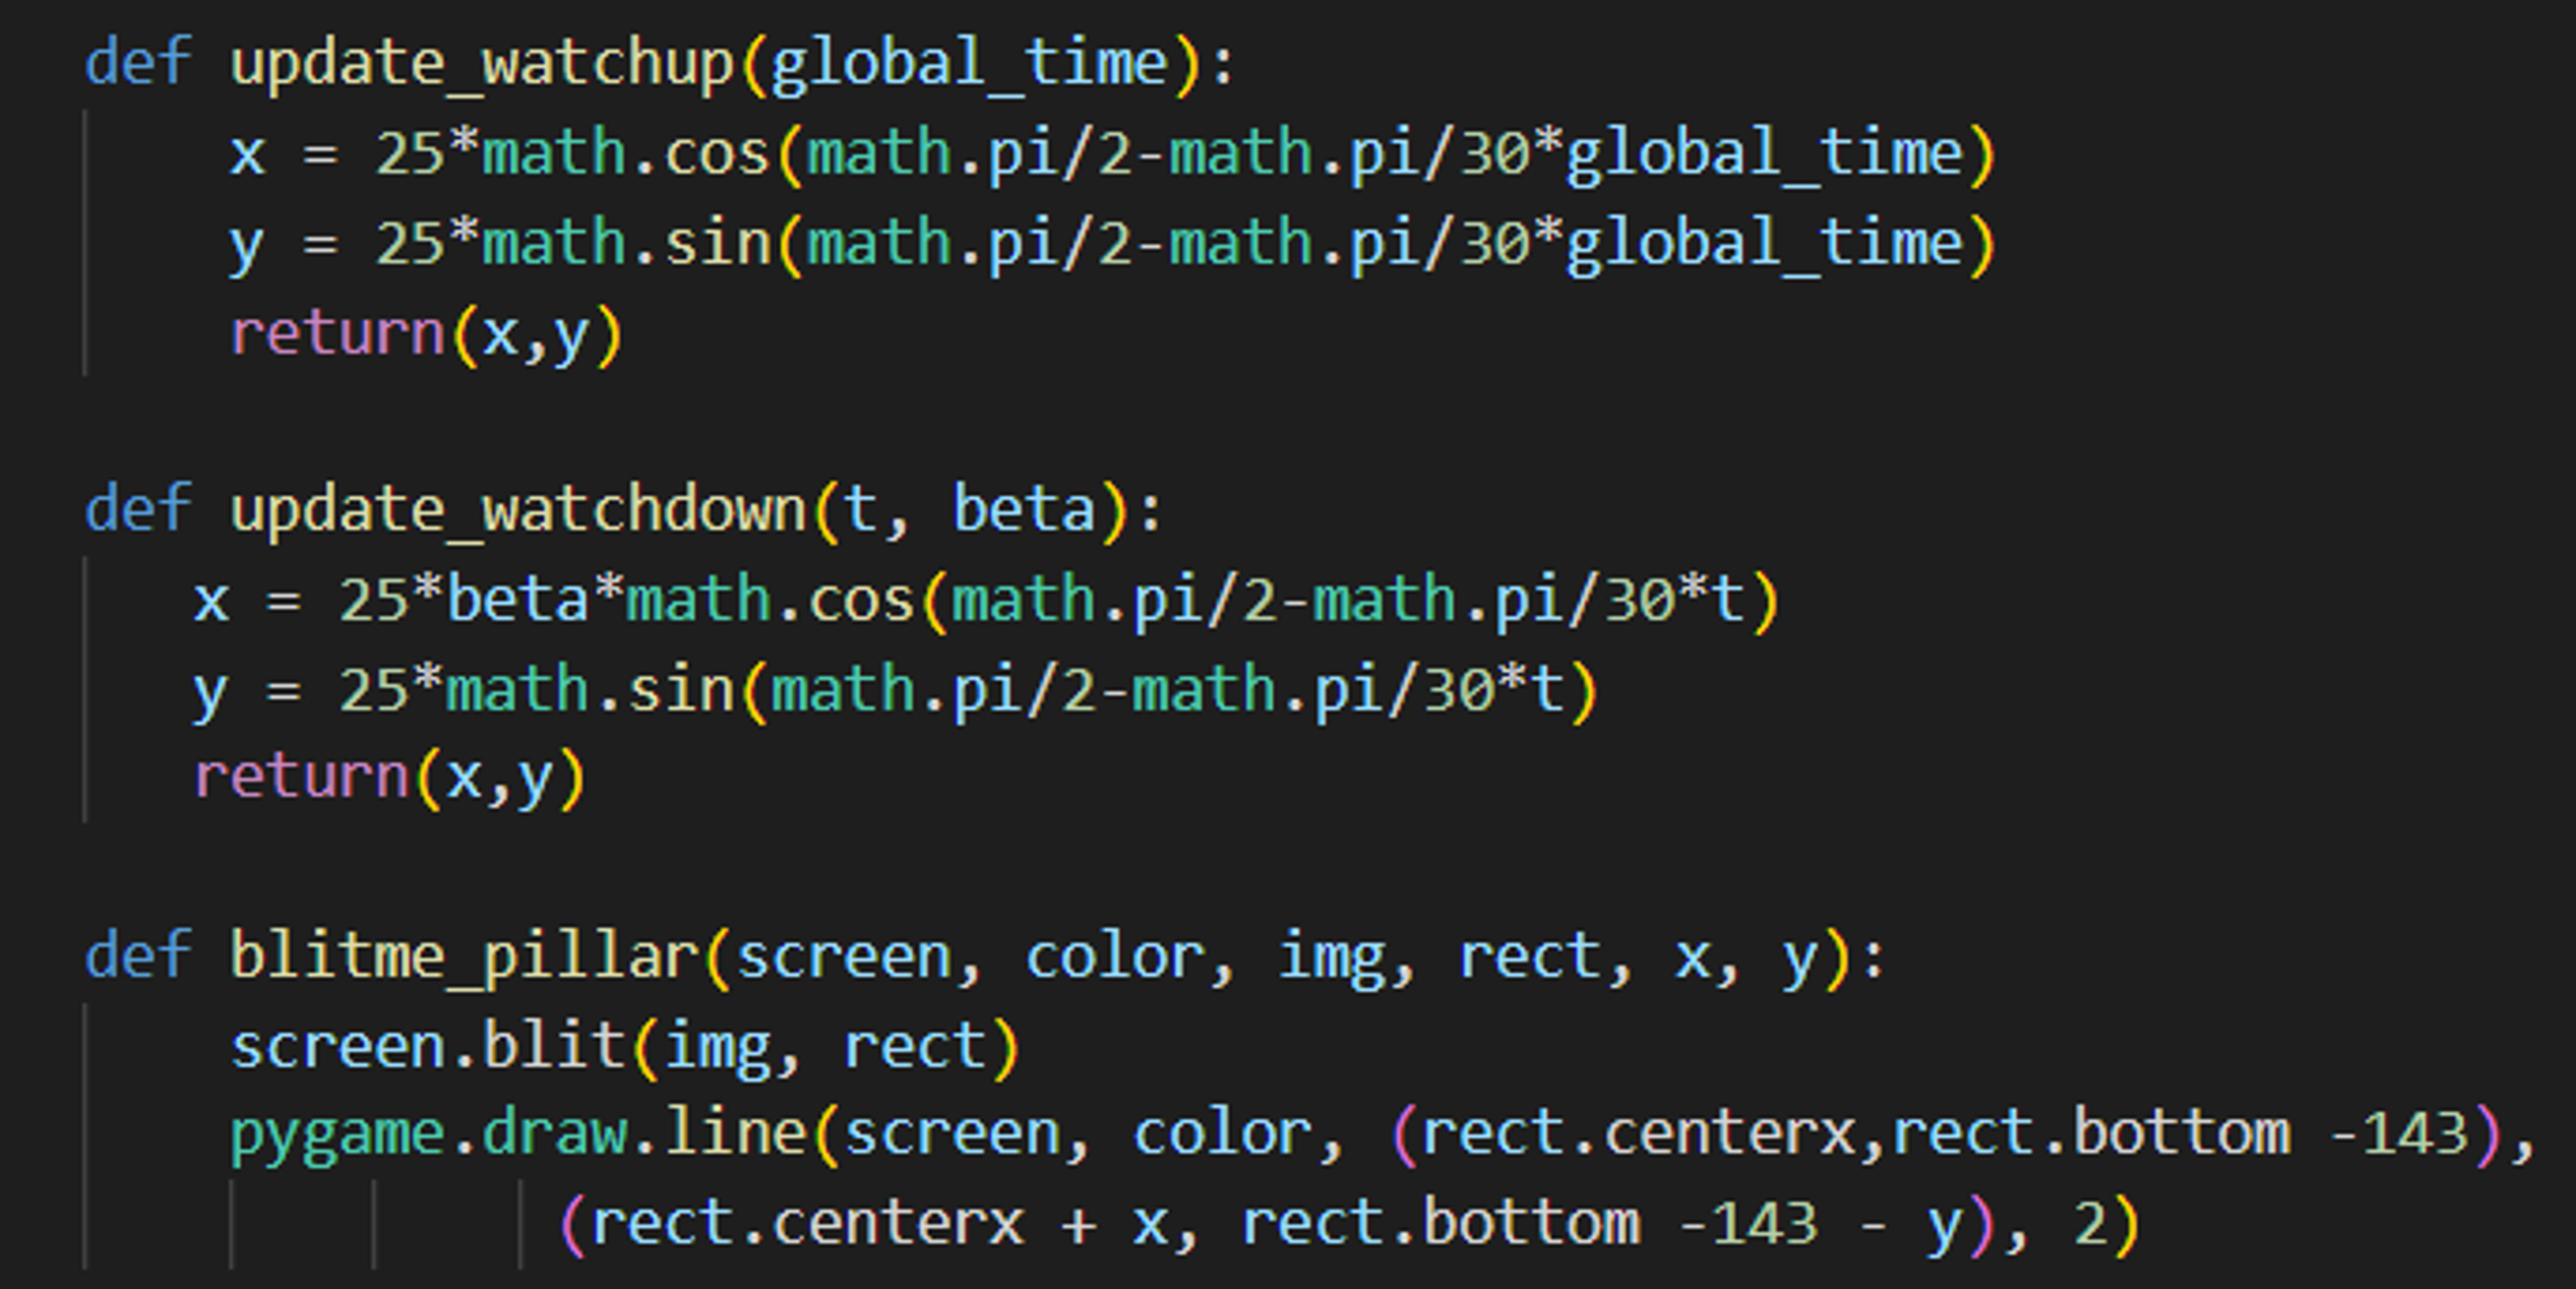 def update_watchup(global_time):
    x = 25*math.cos(math.pi/2-math.pi/30*global_time)
    y = 25*math.sin(math.pi/2-math.pi/30*global_time)
    return(x,y)

def update_watchdown(t, beta):
   x = 25*beta*math.cos(math.pi/2-math.pi/30*t)
   y = 25*math.sin(math.pi/2-math.pi/30*t)
   return(x,y)

def blitme_pillar(screen, color, img, rect, x, y):
    screen.blit(img, rect)
    pygame.draw.line(screen, color, (rect.centerx,rect.bottom -143),
             (rect.centerx + x, rect.bottom -143 - y), 2)